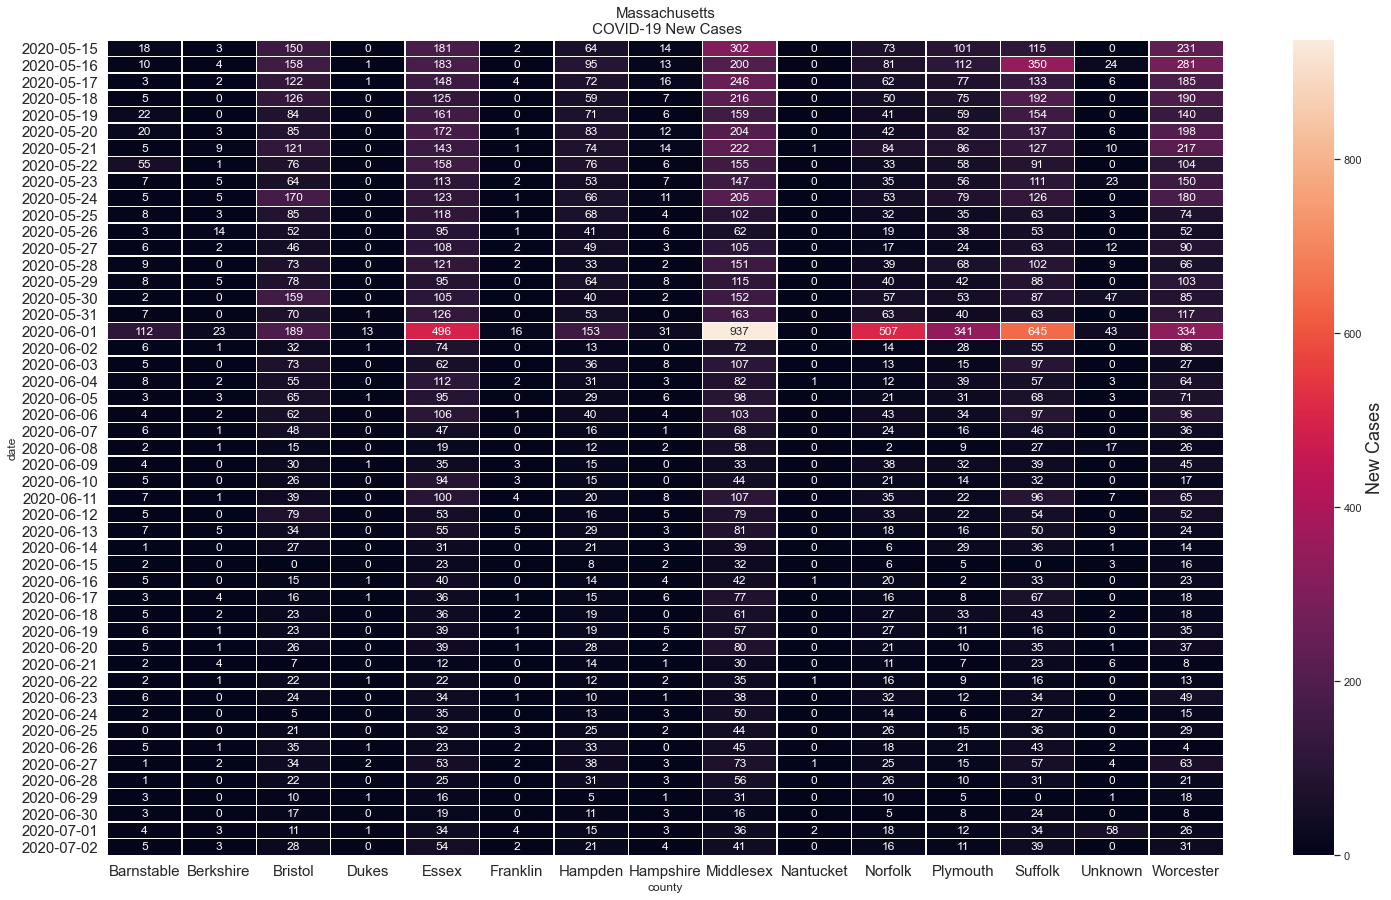 Massachusetts
COVID-19 New Cases
2020-05-15 18 3 150 0 181 2 64 14 302 0 73 101 115 0 231
2020-05-16 10 4 158 1 183 0 95 13 200 0 81 112 350 24 281
2020-05-17 3 2 122 1 148 4 72 16 246 0 62 77 133 6 185
2020-05-18 5 0 126 0 125 0 59 7 216 0 50 75 192 0 190
2020-05-19 22 0 84 0 161 0 71 6 159 0 41 59 154 0 140
2020-05-20 20 3 85 0 172 1 83 12 204 0 42 82 137 6 198
2020-05-21 5 9 121 0 143 1 74 14 222 1 84 86 127 10 217
2020-05-22 55 1 76 0 158 0 76 6 155 0 33 58 91 0 104
2020-05-23 7 5 64 0 113 2 53 7 147 0 35 56 111 23 150
2020-05-24 5 5 170 0 123 1 66 11 205 0 53 79 126 0 180
2020-05-25 8 3 85 0 118 1 68 4 102 0 32 35 63 3 74
2020-05-26 3 14 52 0 95 1 41 6 62 0 19 38 53 0 52
2020-05-27 6 2 46 0 108 2 49 3 105 0 17 24 63 12 90
2020-05-28 9 0 73 0 121 2 33 2 151 0 39 68 102 9 66
2020-05-29 8 5 78 0 95 0 64 8 115 0 40 42 88 0 103
2020-05-30 2 0 159 0 105 0 40 2 152 0 57 53 87 47 85
2020-05-31 7 0 70 1 126 0 53 0 163 0 63 40 63 0 117
2020-06-01 112 23 189 13 496 16 153 31 937 0 507 341 645 43 334
2020-06-02 6 1 32 1 74 0 13 0 72 0 14 28 55 0 86
2020-06-03 5 0 73 0 62 0 36 8 107 0 13 15 97 0 27
2020-06-04 8 2 55 0 112 2 31 3 82 1 12 39 57 3 64
2020-06-05 3 3 65 1 95 0 29 6 98 0 21 31 68 3 71
2020-06-06 4 2 62 0 106 1 40 4 103 0 43 34 97 0 96
2020-06-07 6 1 48 0 47 0 16 1 68 0 24 16 46 0 36
2020-06-08 2 1 15 0 19 0 12 2 58 0 2 9 27 17 26
2020-06-09 4 0 30 1 35 3 15 0 33 0 38 32 39 0 45
2020-06-10 5 0 26 0 94 3 15 0 44 0 21 14 32 0 17
2020-06-11 7 1 39 0 100 4 20 8 107 0 35 22 96 7 65
2020-06-12 5 0 79 0 53 0 16 5 79 0 33 22 54 0 52
2020-06-13 7 5 34 0 55 5 29 3 81 0 18 16 50 9 24
2020-06-14 1 0 27 0 31 0 21 3 39 0 6 29 36 1 14
2020-06-15 2 0 0 0 23 0 8 2 32 0 6 5 0 3 16
2020-06-16 5 0 15 1 40 0 14 4 42 1 20 2 33 0 23
2020-06-17 3 4 16 1 36 1 15 6 77 0 16 8 67 0 18
2020-06-18 5 2 23 0 36 2 19 0 61 0 27 33 43 2 18
2020-06-19 6 1 23 0 39 1 19 5 57 0 27 11 16 0 35
2020-06-20 5 1 26 0 39 1 28 2 80 0 21 10 35 1 37
2020-06-21 2 4 7 0 12 0 14 1 30 0 11 7 23 6 8
2020-06-22 2 1 22 1 22 0 12 2 35 1 16 9 16 0 13
2020-06-23 6 0 24 0 34 1 10 1 38 0 32 12 34 0 49
2020-06-24 2 0 5 0 35 0 13 3 50 0 14 6 27 2 15
2020-06-25 0 0 21 0 32 3 25 2 44 0 26 15 36 0 29
2020-06-26 5 1 35 1 23 2 33 0 45 0 18 21 43 2 4
2020-06-27 1 2 34 2 53 2 38 3 73 1 25 15 57 4 63
2020-06-28 1 0 22 0 25 0 31 3 56 0 26 10 31 0 21
2020-06-29 3 0 10 1 16 0 5 1 31 0 10 5 0 1 18
2020-06-30 3 0 17 0 19 0 11 3 16 0 5 8 24 0 8
2020-07-01 4 3 11 1 34 4 15 3 36 2 18 12 34 58 26
2020-07-02 5 3 28 0 54 2 21 4 41 0 16 11 39 0 31
Barnstable Berkshire Bristol Dukes Essex Franklin Hampden Hampshire Middlesex Nantucket Norfolk Plymouth Suffolk Unknown Worcester
county
date
800
600
400
200
0
New Cases